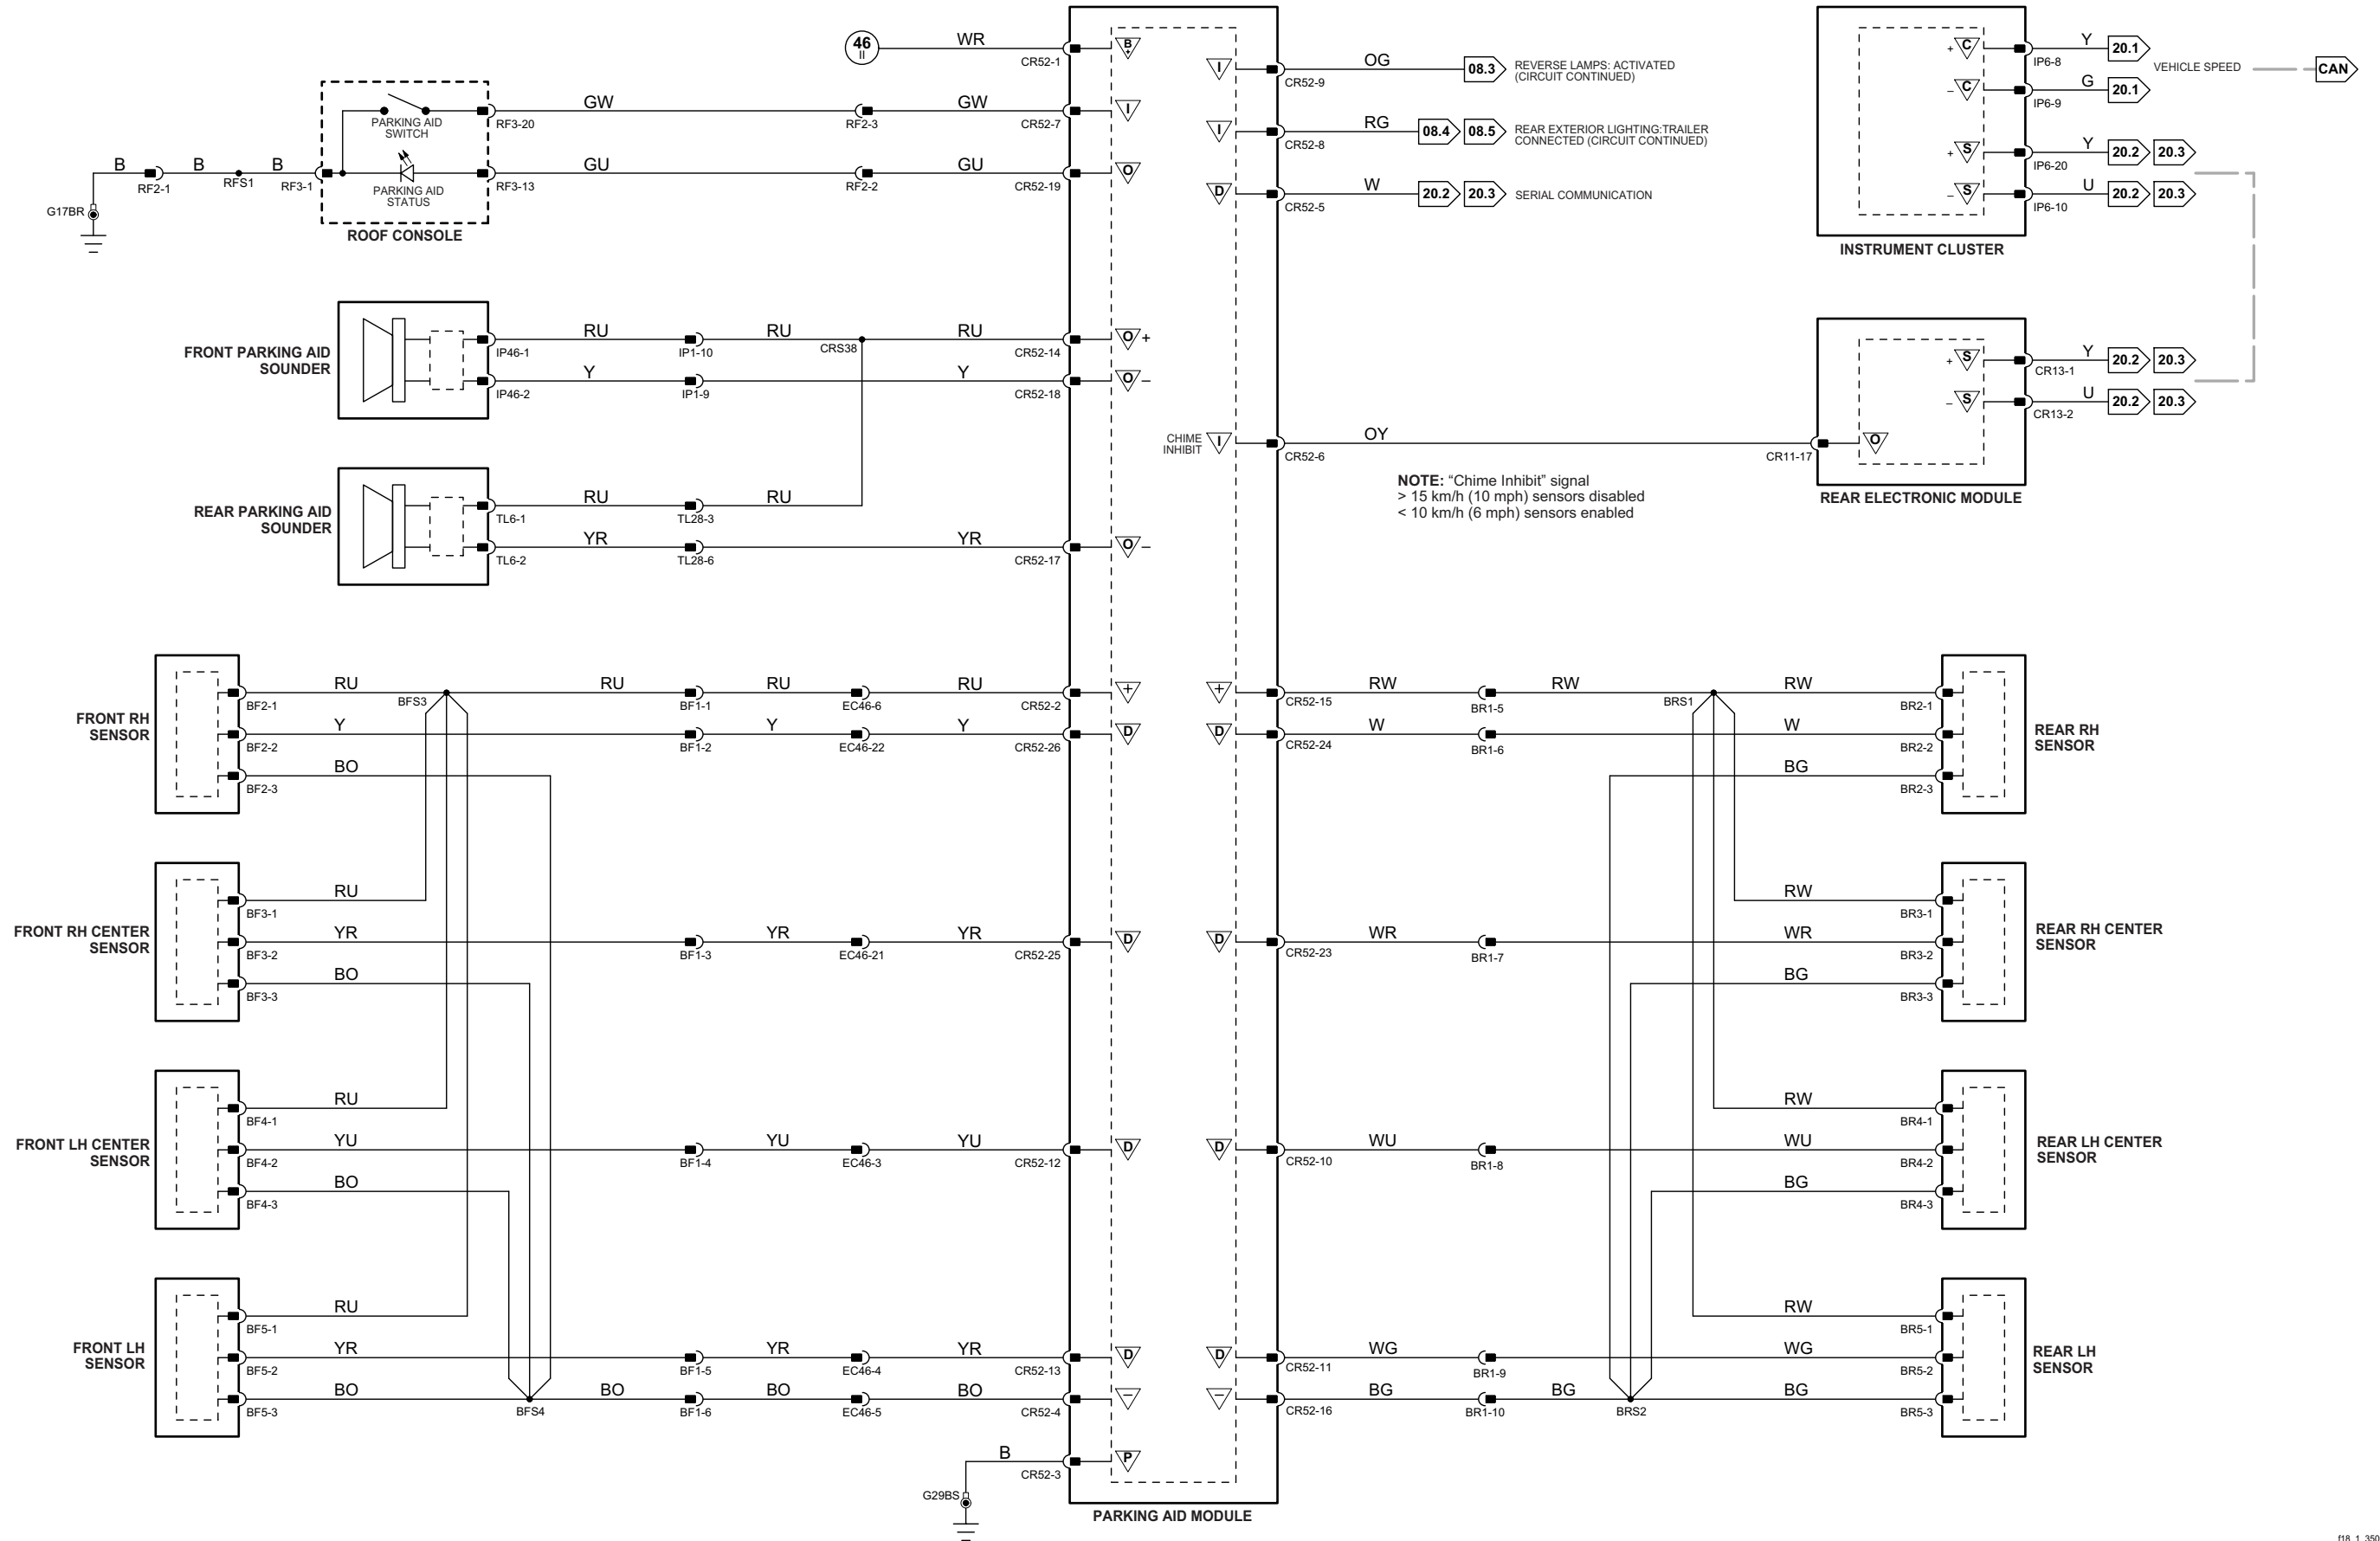 46
II
WR
CR52-1
B
+
I
OG
CR52-9
08.3
REVERSE LAMPS: ACTIVATED
(CIRCUIT CONTINUED)
C
+
Y
IP6-8
20.1
VEHICLE SPEED
CAN
C
–
G
IP6-9
20.1
PARKING AID
SWITCH
RF3-20
GW
RF2-3
GW
CR52-7
I
I
RG
CR52-8
08.4
08.5
REAR EXTERIOR LIGHTING:TRAILER
CONNECTED (CIRCUIT CONTINUED)
S
+
Y
IP6-20
20.2
20.3
B
RF2-1
B
RFS1
B
RF3-1
PARKING AID
STATUS
RF3-13
GU
RF2-2
GU
CR52-19
O
D
W
CR52-5
20.2
20.3
SERIAL COMMUNICATION
S
–
U
IP6-10
20.2
20.3
G17BR
ROOF CONSOLE
INSTRUMENT CLUSTER
FRONT PARKING AID
SOUNDER
RU
IP46-1
IP1-10
RU
CRS38
RU
CR52-14
O
+
Y
IP46-2
IP1-9
Y
CR52-18
O
–
S
+
Y
CR13-1
20.2
20.3
S
–
U
CR13-2
20.2
20.3
CHIME
INHIBIT
I
OY
CR52-6
CR11-17
O
REAR ELECTRONIC MODULE
NOTE: “Chime Inhibit” signal
> 15 km/h (10 mph) sensors disabled
< 10 km/h (6 mph) sensors enabled
REAR PARKING AID
SOUNDER
RU
TL6-1
TL28-3
RU
YR
TL6-2
TL28-6
YR
CR52-17
O
–
FRONT RH
SENSOR
RU
BF2-1
BFS3
RU
BF1-1
RU
EC46-6
RU
CR52-2
+
+
RW
CR52-15
BR1-5
RW
BRS1
RW
BR2-1
Y
BF2-2
BF1-2
Y
EC46-22
Y
CR52-26
D
D
W
CR52-24
BR1-6
W
BR2-2
REAR RH
SENSOR
BO
BF2-3
BG
BR2-3
FRONT RH CENTER
SENSOR
RU
BF3-1
RW
BR3-1
YR
BF3-2
BF1-3
YR
EC46-21
YR
CR52-25
D
D
WR
CR52-23
BR1-7
WR
BR3-2
REAR RH CENTER
SENSOR
BO
BF3-3
BG
BR3-3
FRONT LH CENTER
SENSOR
RU
BF4-1
RW
BR4-1
YU
BF4-2
BF1-4
YU
EC46-3
YU
CR52-12
D
D
WU
CR52-10
BR1-8
WU
BR4-2
REAR LH CENTER
SENSOR
BO
BF4-3
BG
BR4-3
FRONT LH
SENSOR
RU
BF5-1
RW
BR5-1
YR
BF5-2
BF1-5
YR
EC46-4
YR
CR52-13
D
D
WG
CR52-11
BR1-9
WG
BR5-2
REAR LH
SENSOR
BO
BF5-3
BFS4
BO
BF1-6
BO
EC46-5
BO
CR52-4
–
–
BG
CR52-16
BR1-10
BG
BRS2
BG
BR5-3
B
CR52-3
P
G29BS
PARKING AID MODULE
f18_1_350